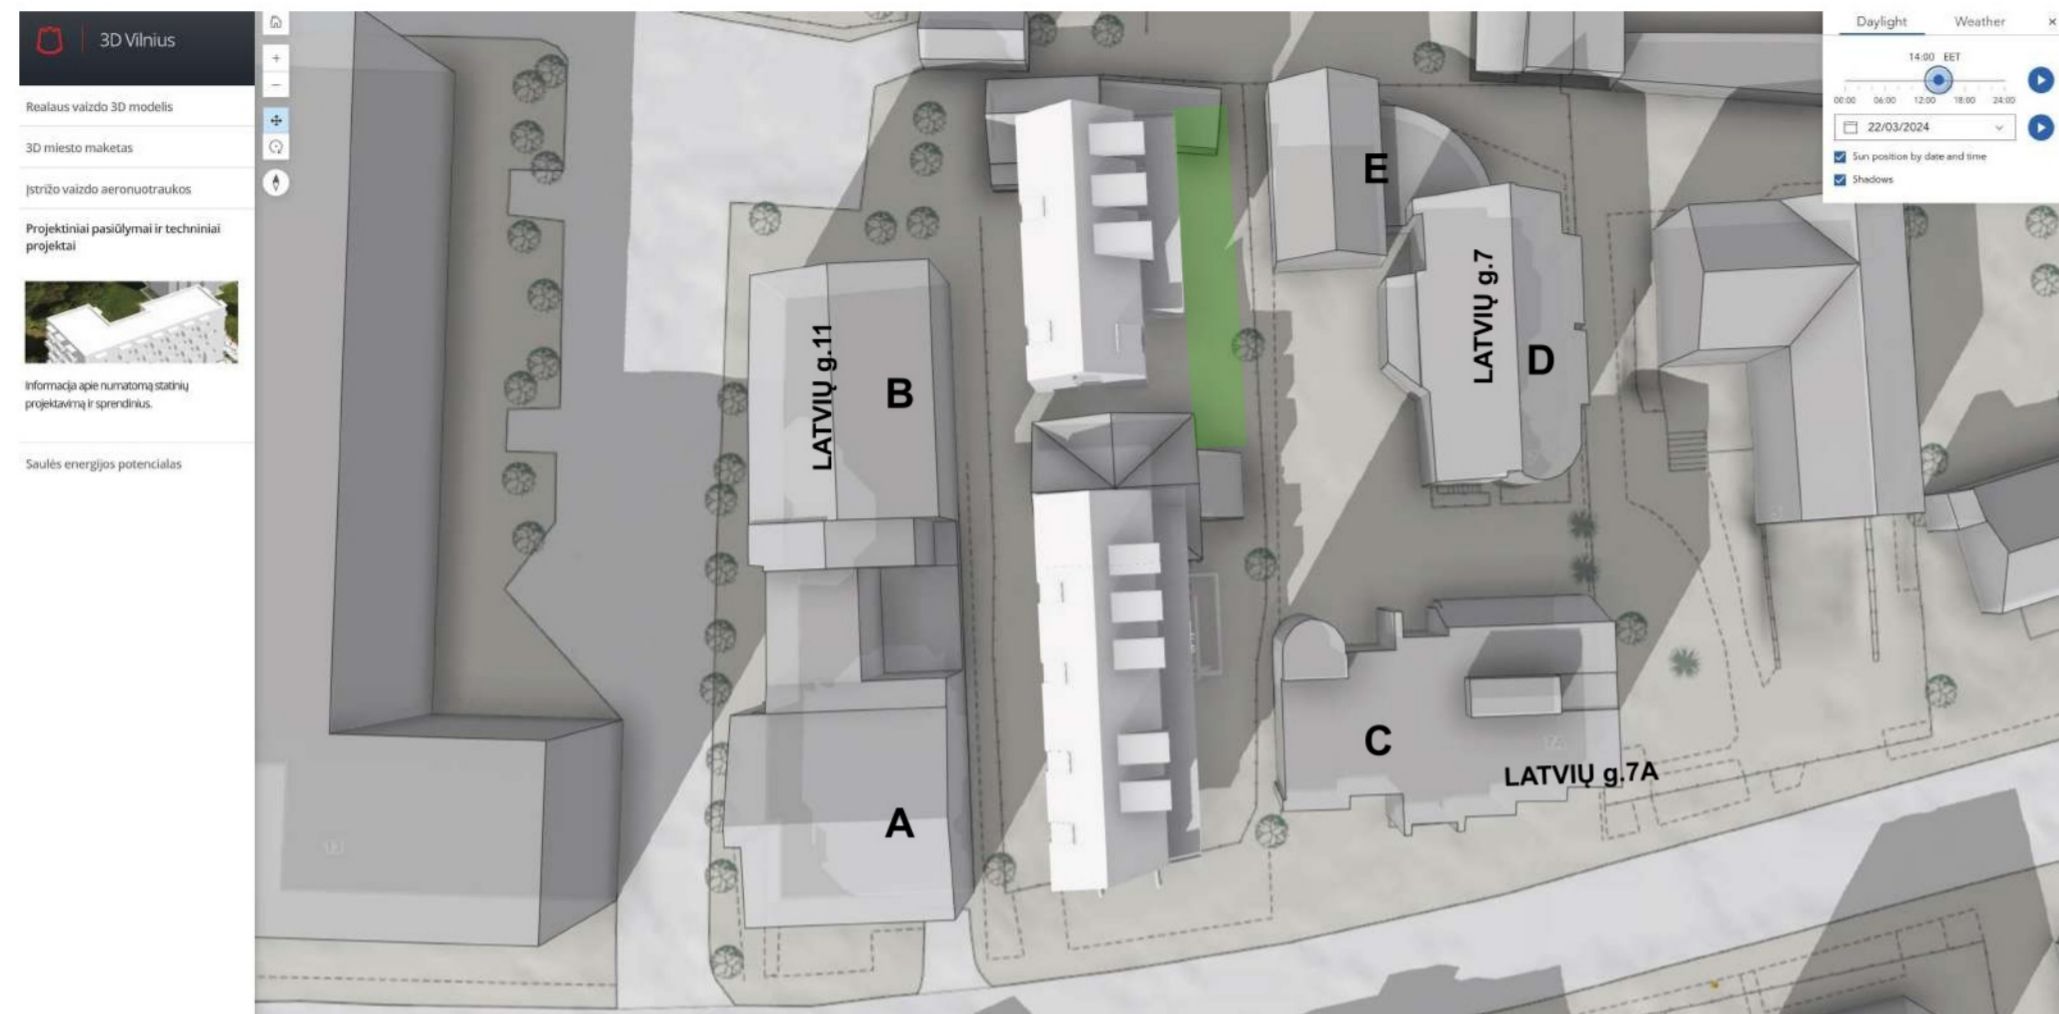 3D Vilnius
Realaus vaizdo 3D modelis
3D miesto maketas
Įstrižo vaizdo aeronuotraukos
Projektiniai pasiūlymai ir techniniai
projektai
Informacija apie numatomą statinių
projektavimą ir sprendinius.
Saulės energijos potencialas
Daylight
Weather
14:00 EET
00:00 06:00 12:00 18:00 24:00
22/03/2024
Sun position by date and time
Shadows
E
LATVIŲ g.7
D
LATVIŲ g.11
B
C
7A
LATVIŲ g.7A
A
13